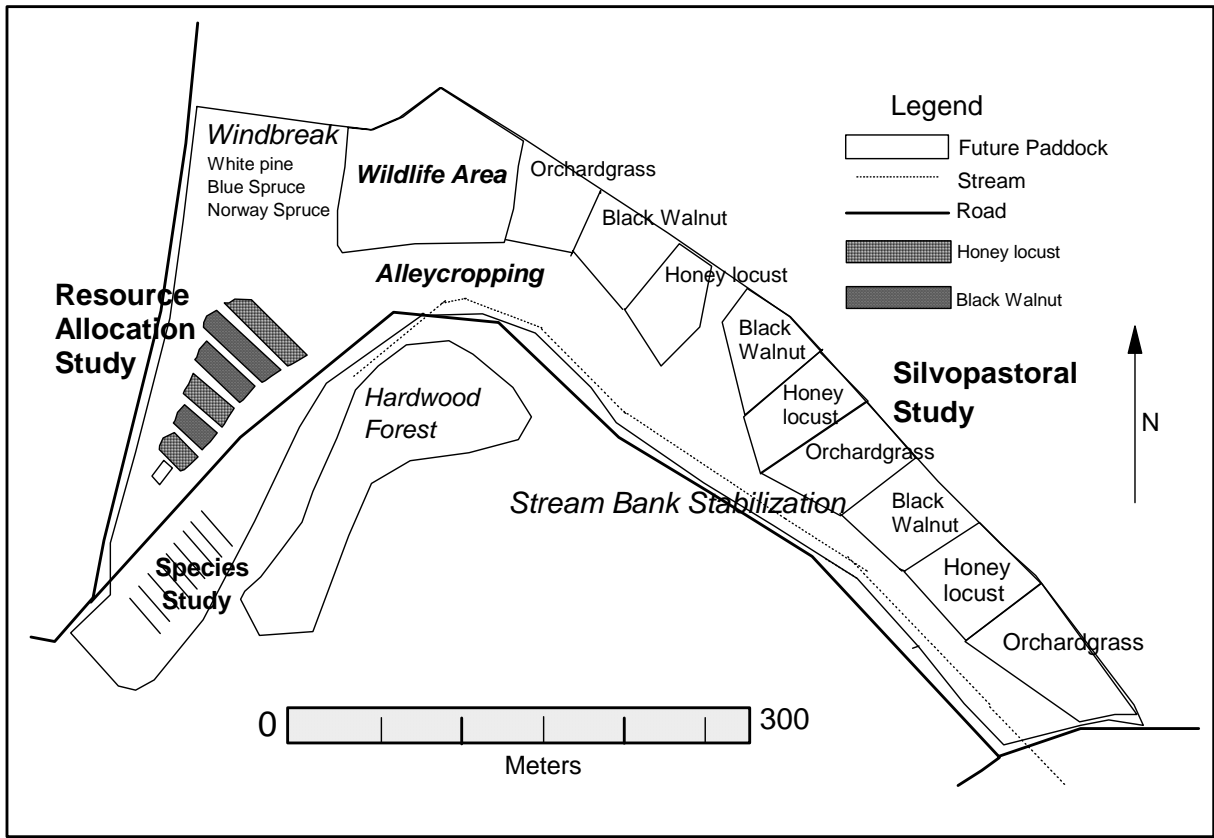 Legend
Future Paddock
Stream
Road
Honey locust
Black Walnut
Windbreak
White pine
Blue Spruce
Norway Spruce
Wildlife Area
Orchardgrass
Black Walnut
Honey locust
Alleycropping
Resource
Allocation
Study
Black
Walnut
Honey
locust
Orchardgrass
Silvopastoral
Study
N
Hardwood
Forest
Stream Bank Stabilization
Black
Walnut
Honey
locust
Orchardgrass
Species
Study
0
300
Meters